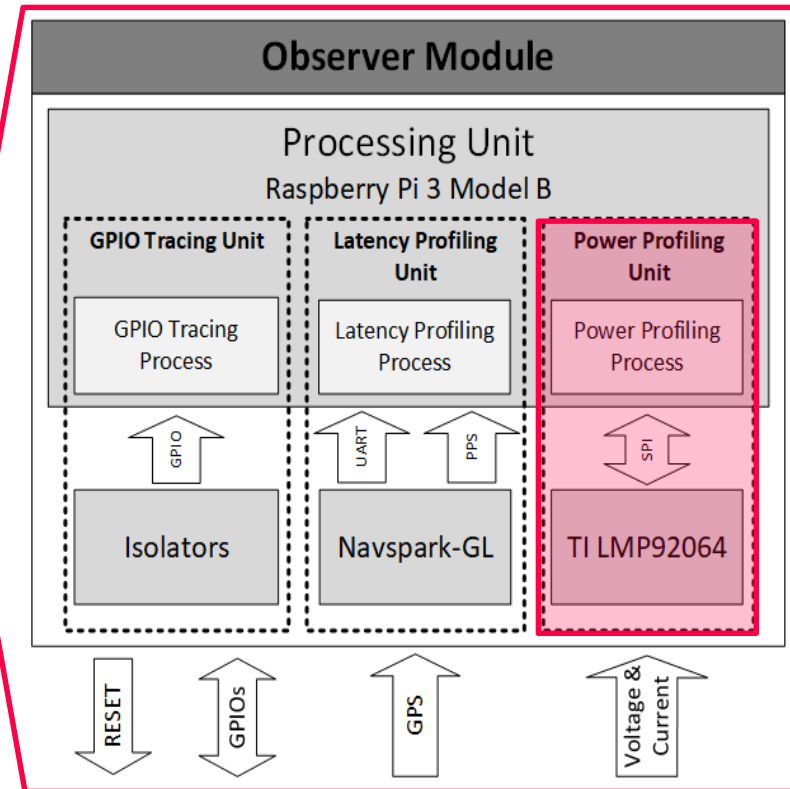 Observer Module
Processing Unit
Raspberry Pi 3 Model B
GPIO Tracing Unit
GPIO Tracing
Process
GPIO
Isolators
Latency Profiling
Unit
Latency Profiling
Process
UART
PPS
Navspark-GL
Power Profiling
Unit
Power Profiling
Process
SPI
TI LMP92064
RESET
GPIOs
GPS
Voltage &
Current